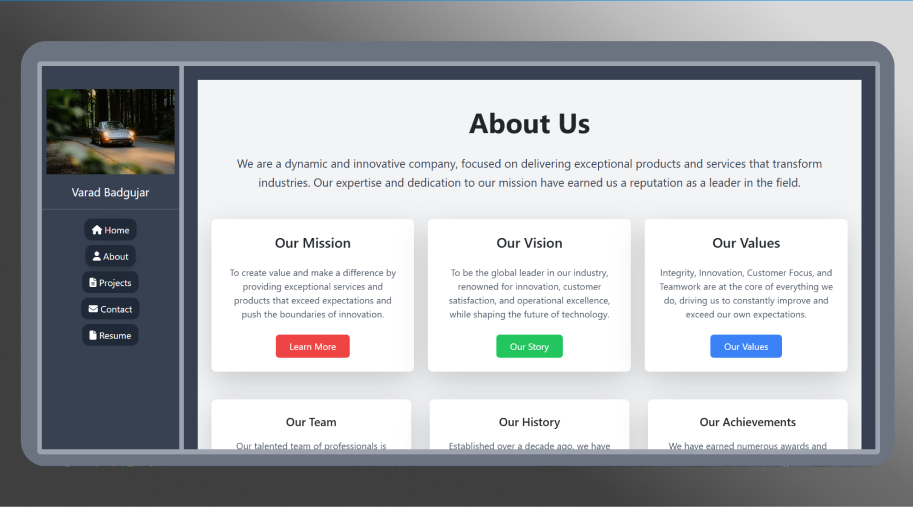 Varad Badgujar
Home
About
Projects
Contact
Resume
About Us
We are a dynamic and innovative company, focused on delivering exceptional products and services that transform
industries. Our expertise and dedication to our mission have earned us a reputation as a leader in the field.
Our Mission
To create value and make a difference by
providing exceptional services and
products that exceed expectations and
push the boundaries of innovation.
Learn More
Our Vision
To be the global leader in our industry,
renowned for innovation, customer
satisfaction, and operational excellence,
while shaping the future of technology.
Our Story
Our Values
Integrity, Innovation, Customer Focus, and
Teamwork are at the core of everything we
do, driving us to constantly improve and
exceed our own expectations.
Our Values
Our Team
Our talented team of professionals is
Our History
Established over a decade ago, we have
Our Achievements
We have earned numerous awards and